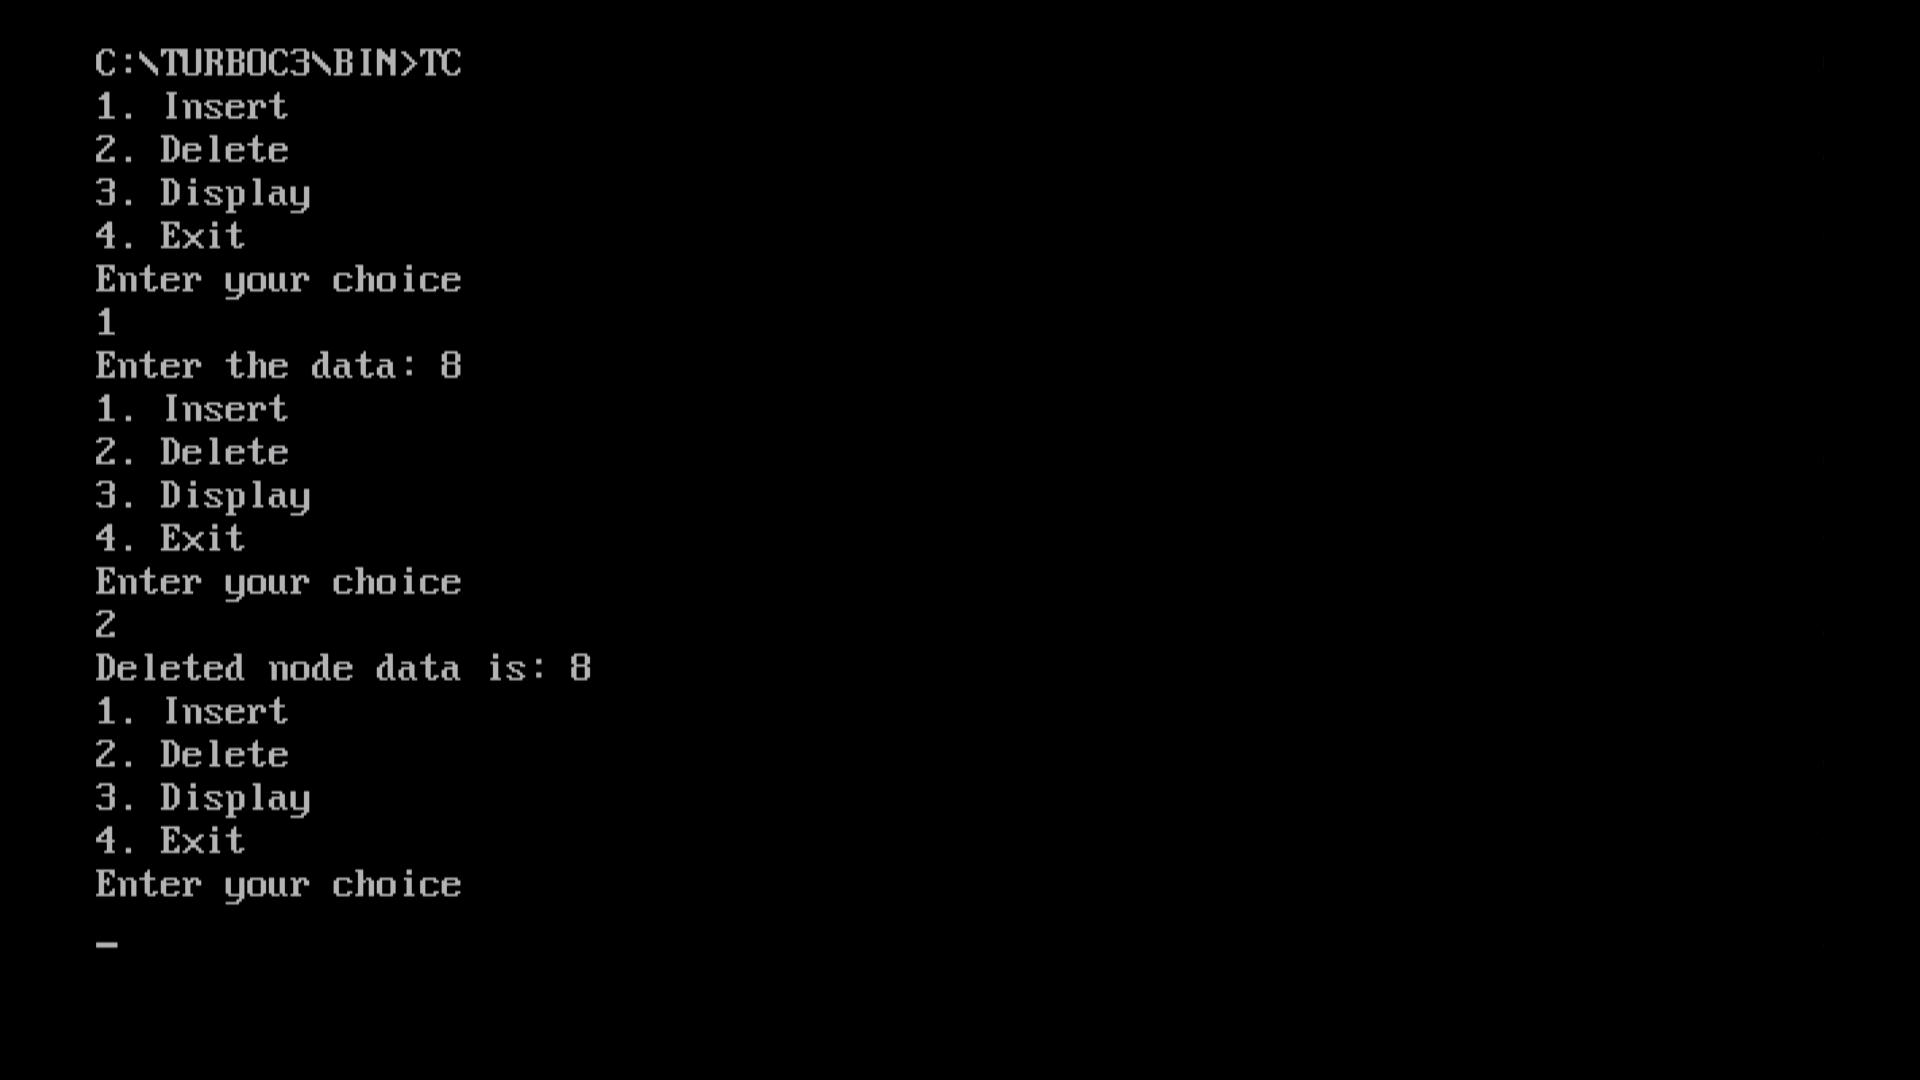 C:\TURBOC3\BIN>TC
1. Insert
2. Delete
3. Display
4. Exit
Enter your choice
1
Enter the data: 8
1. Insert
2. Delete
3. Display
4. Exit
Enter your choice
2
Deleted node data is: 8
1. Insert
2. Delete
3. Display
4. Exit
Enter your choice
_